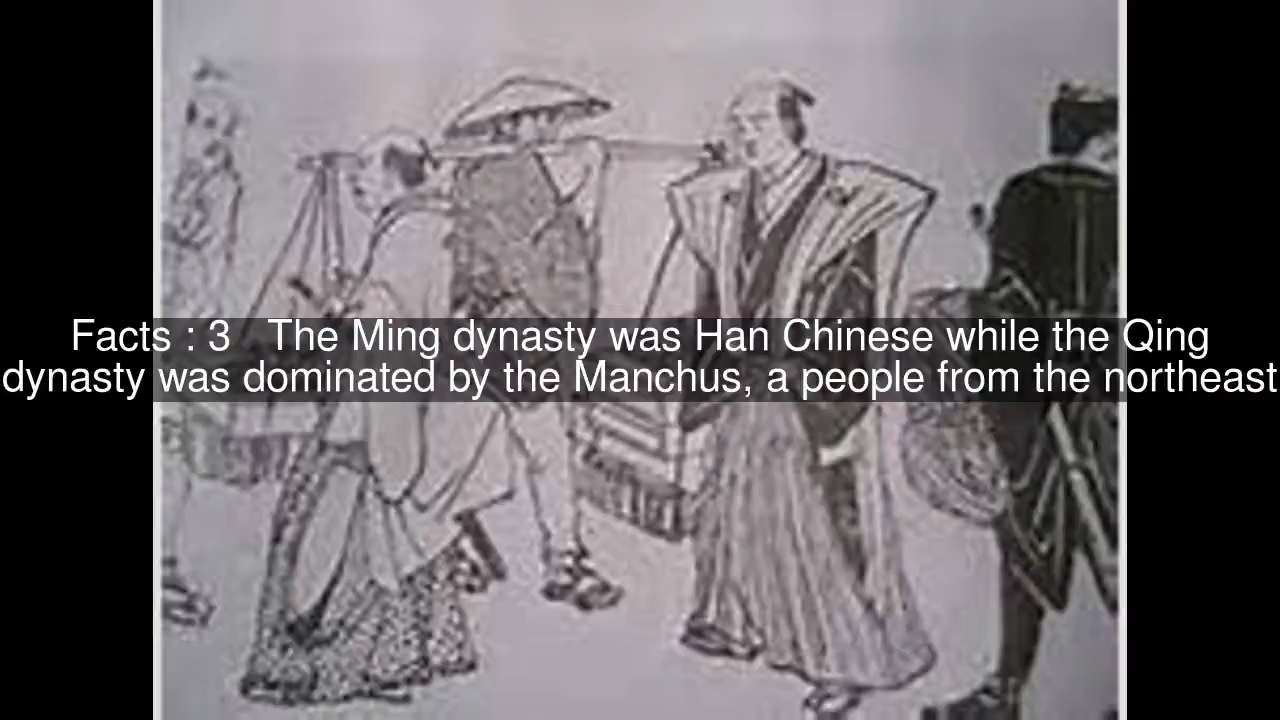 Facts : 3   The Ming dynasty was Han Chinese while the Qing
dynasty was dominated by the Manchus, a people from the northeast